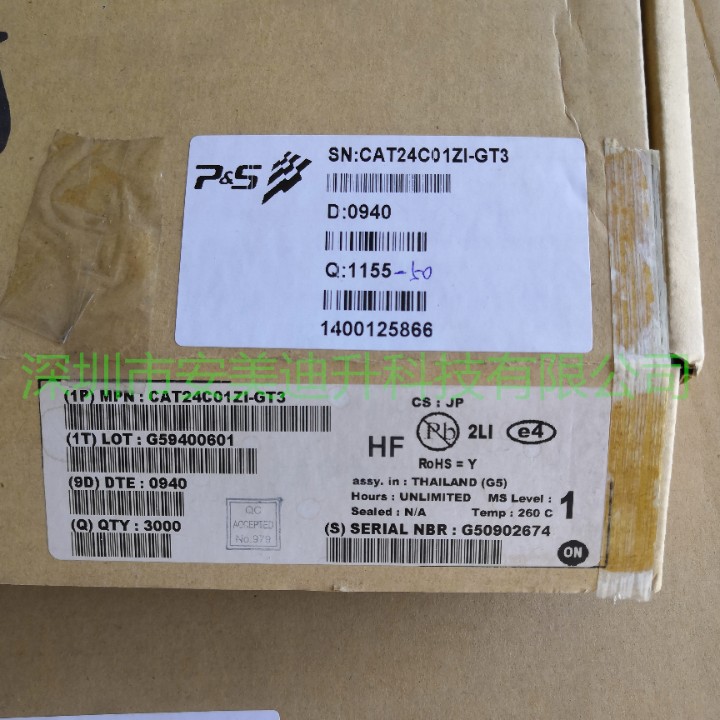 P&S
SN:CAT24C01ZI-GT3
D:0940
Q:1155-50
1400125866
深圳市安美迪升科技有限公司
(1P) MPN : CAT24C01ZI-GT3
(1T) LOT : G59400601
(9D) DTE : 0940
(Q) QTY : 3000
QC
ACCEPTED
No.979
CS : JP
HF
Pb
2LI
e4
RoHS = Y
assy. in : THAILAND (G5)
Hours : UNLIMITED MS Level : 1
Sealed : N/A Temp : 260 C
(S) SERIAL NBR : G50902674
ON